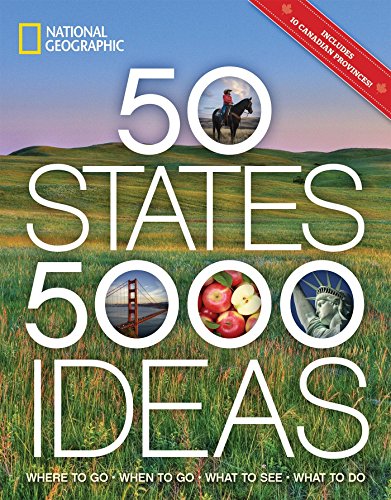 NATIONAL
GEOGRAPHIC
INCLUDES
10 CANADIAN PROVINCES!
50
STATES
5000
IDEAS
WHERE TO GO • WHEN TO GO • WHAT TO SEE • WHAT TO DO